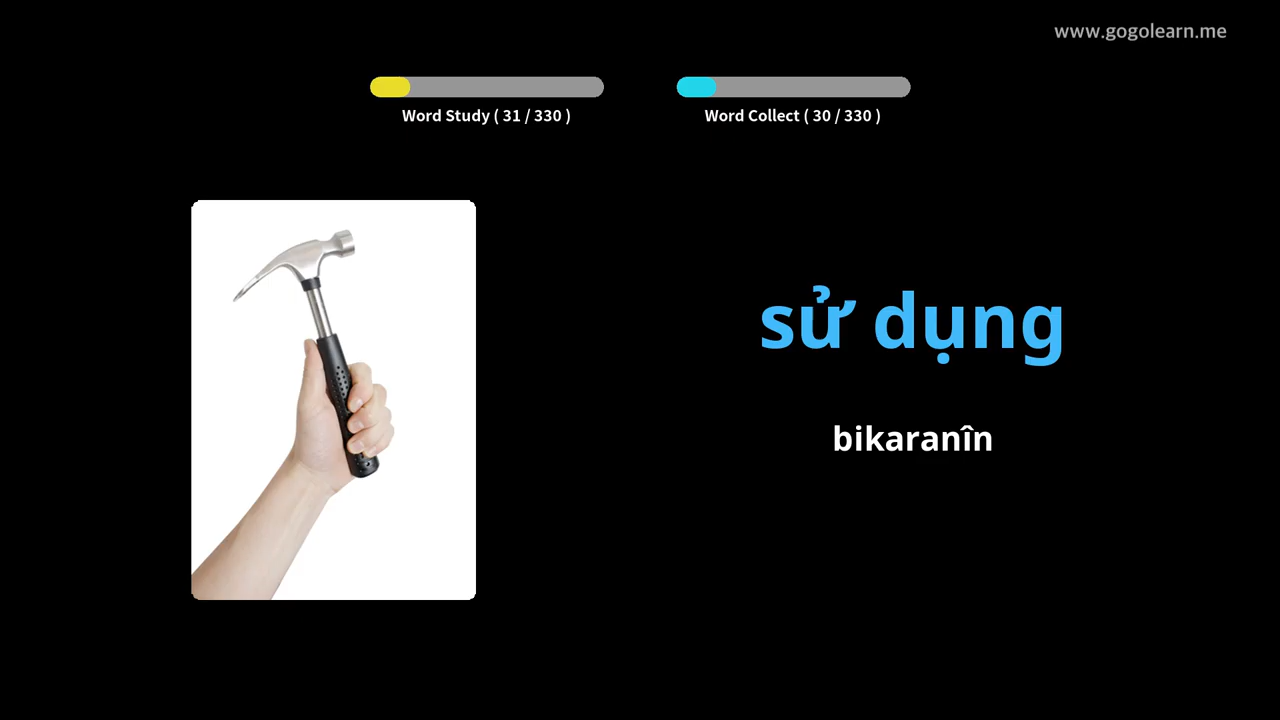 www.gogolearn.me
Word Study ( 31 / 330 )
Word Collect ( 30 / 330 )
sử dụng
bikaranîn